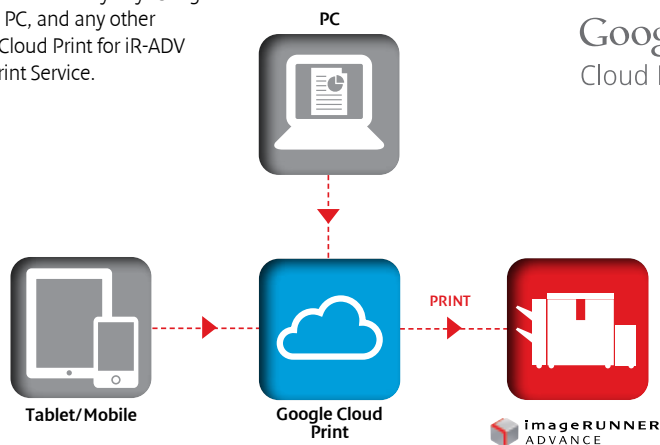 PC, and any other
Cloud Print for iR-ADV
Print Service.
PC
Goog
Cloud
PRINT
Tablet/Mobile
Google Cloud
Print
imageRUNNER
ADVANCE